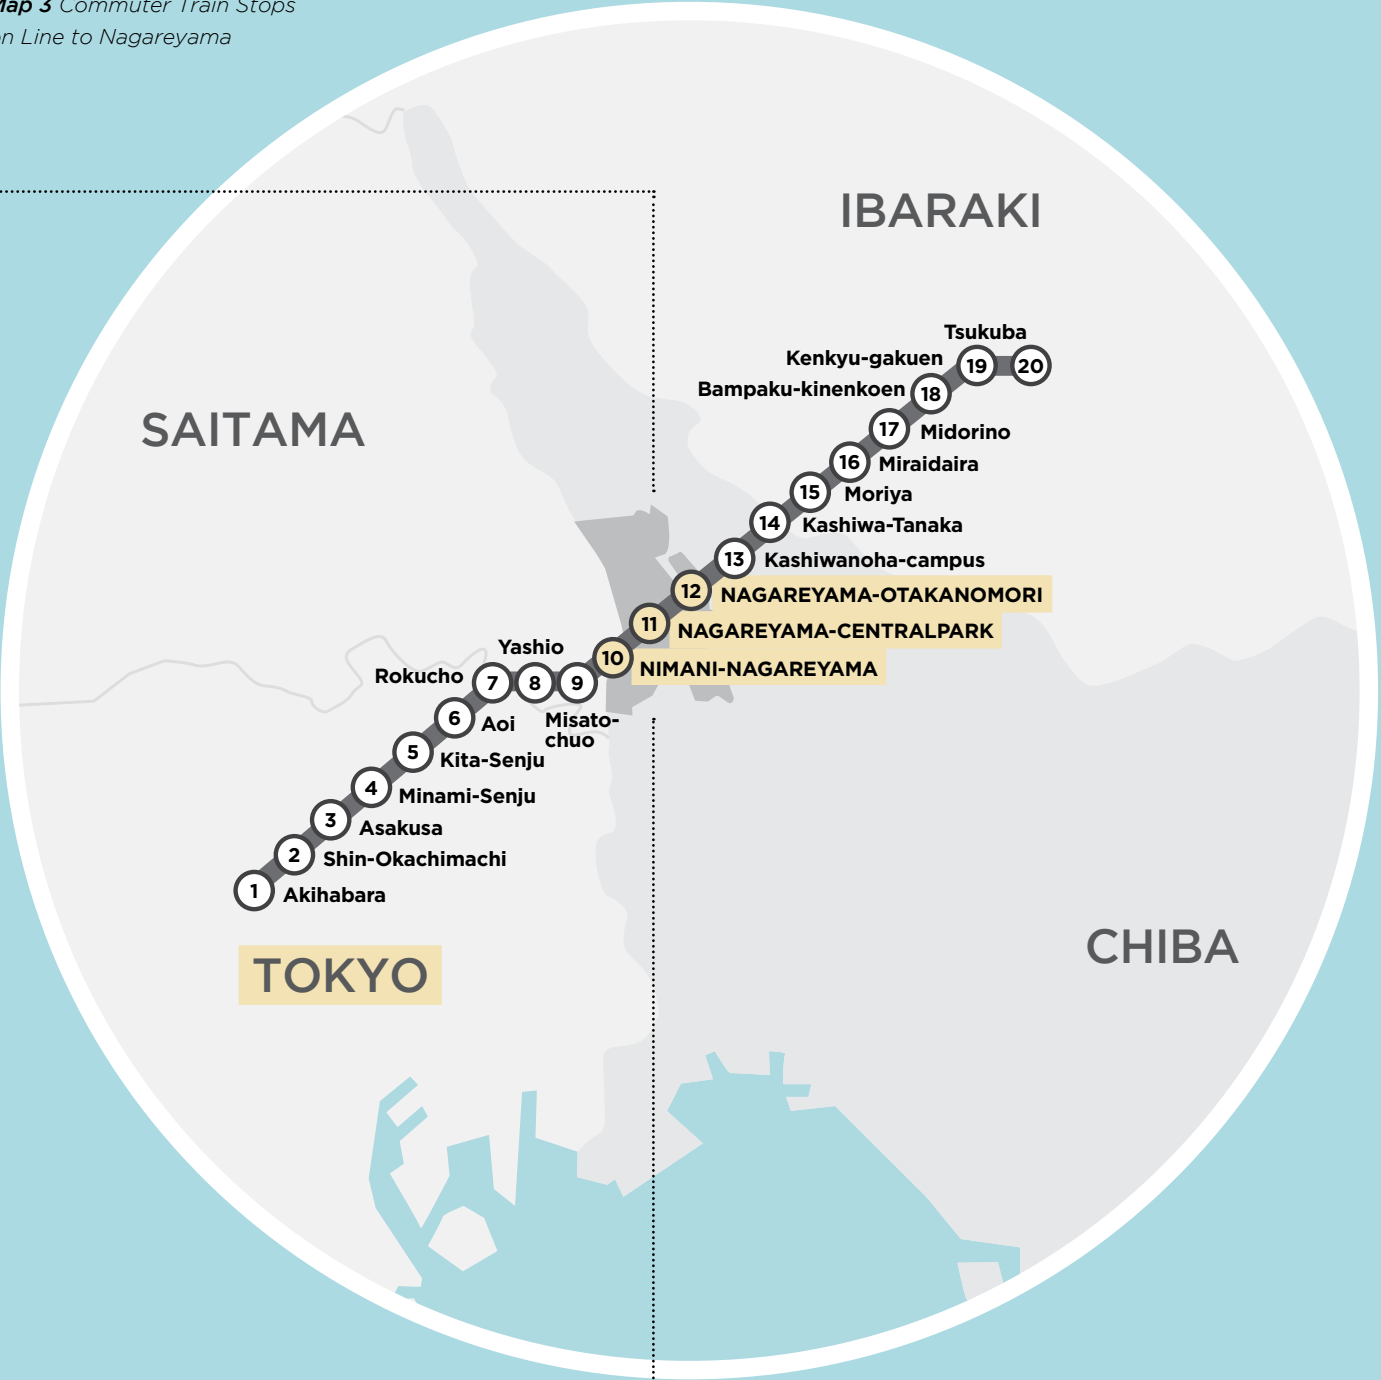 Map 3 Commuter Train Stops
on Line to Nagareyama
IBARAKI
SAITAMA
Tsukuba
Kenkyu-gakuen
19 20
Bampaku-kinenkoen
18
17 Midorino
16 Miraidaira
15 Moriya
14 Kashiwa-Tanaka
13 Kashiwanoha-campus
12 NAGAREYAMA-OTAKANOMORI
11 NAGAREYAMA-CENTRALPARK
10 NIMANI-NAGAREYAMA
Yashio
Rokucho 7 8 9
6 Aoi
Misato-
chuo
5 Kita-Senju
4 Minami-Senju
3 Asakusa
2 Shin-Okachimachi
1 Akihabara
TOKYO
CHIBA